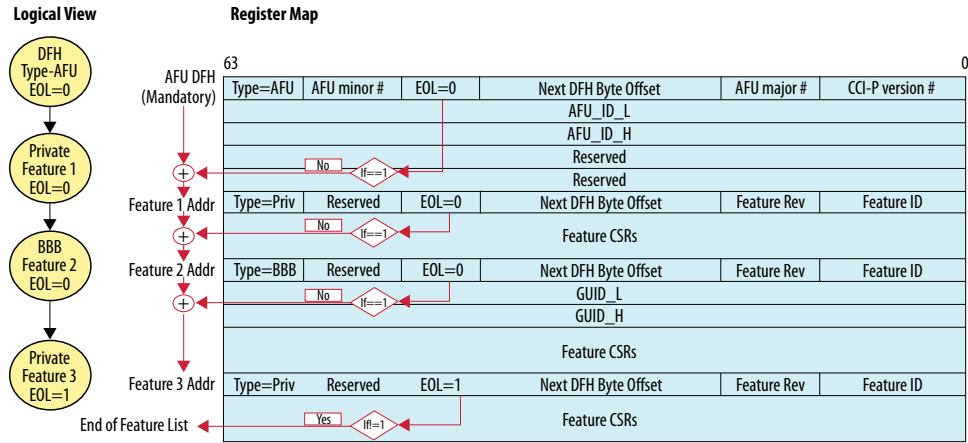 Logical View
Register Map
DFH
Type-AFU
EOL=0
Private
Feature 1
EOL=0
BBB
Feature 2
EOL=0
Private
Feature 3
EOL=1
63
0
AFU DFH
(Mandatory)
Type=AFU AFU minor # EOL=0 Next DFH Byte Offset AFU major # CCI-P version #
AFU_ID_L
AFU_ID_H
Reserved
+ No If==1
Reserved
Feature 1 Addr Type=Priv Reserved EOL=0 Next DFH Byte Offset Feature Rev Feature ID
+ No If==1 Feature CSRs
Feature 2 Addr Type=BBB Reserved EOL=0 Next DFH Byte Offset Feature Rev Feature ID
+ No If==1 GUID_L
GUID_H
Feature CSRs
Feature 3 Addr Type=Priv Reserved EOL=1 Next DFH Byte Offset Feature Rev Feature ID
End of Feature List Yes If!=1 Feature CSRs